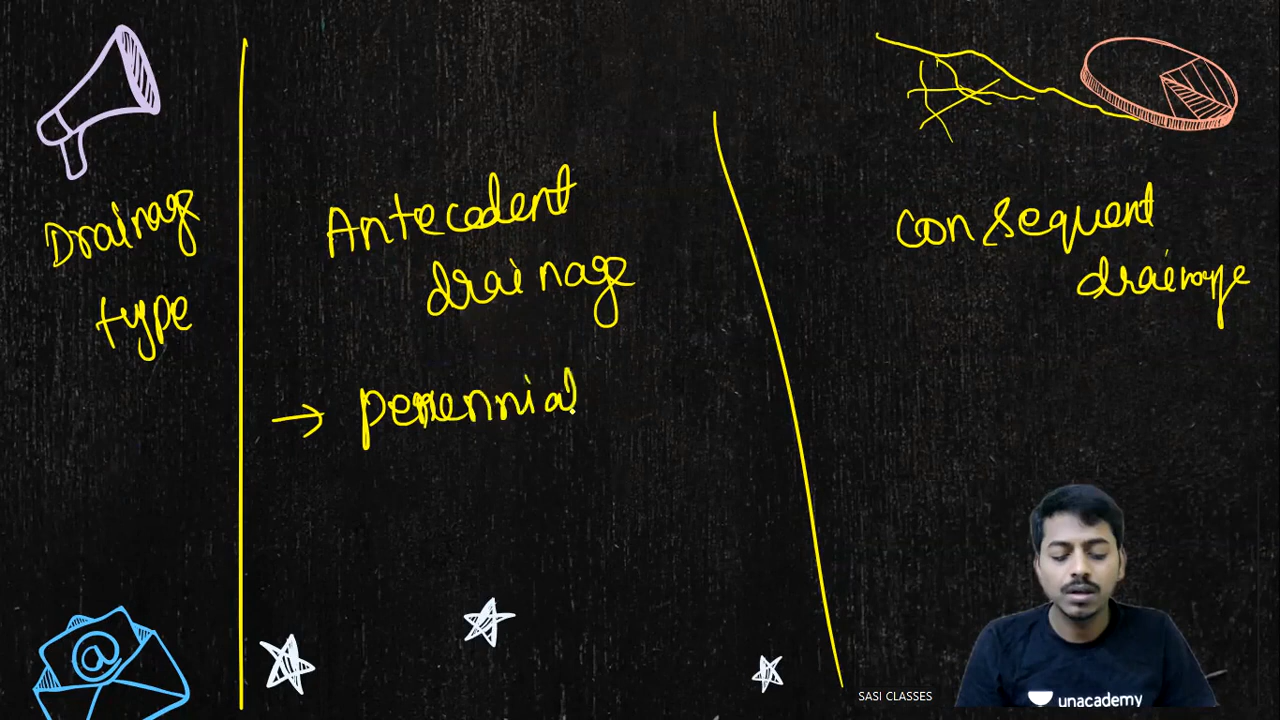 Drainage
type
Antecedent
drainage
→ perennial
consequent
drainage
@
SASI CLASSES
unacademy